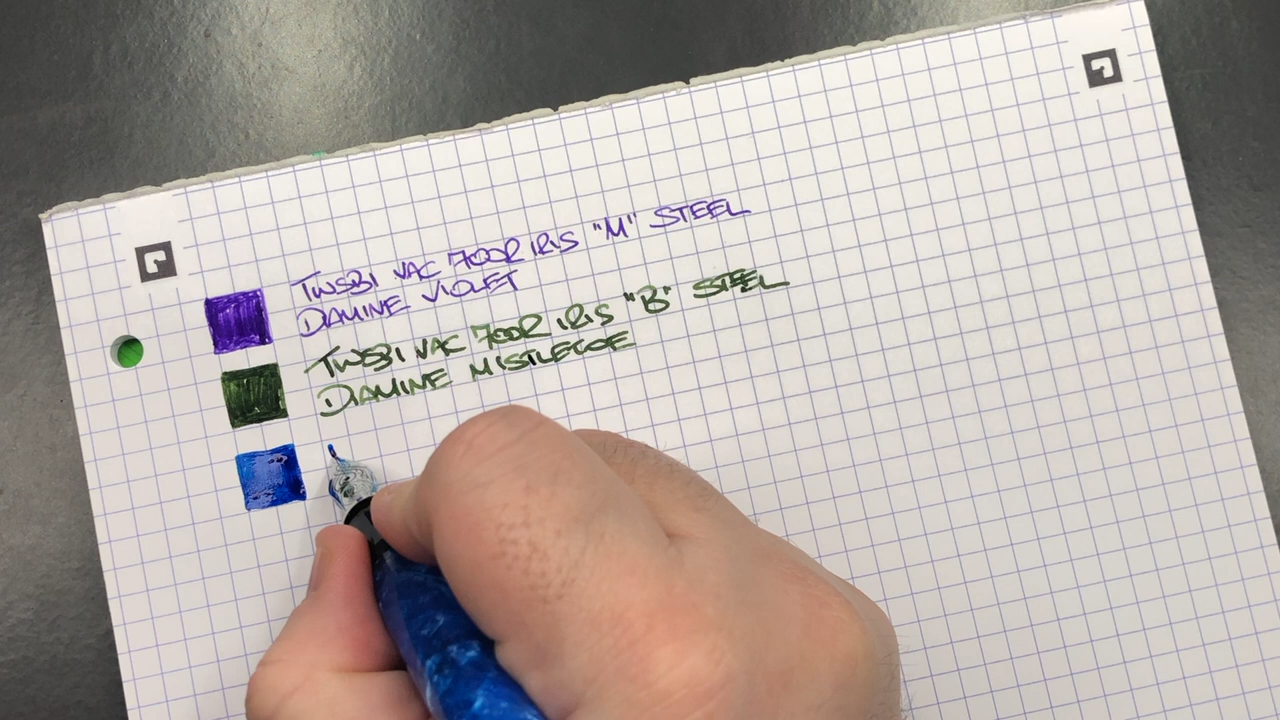 TWSBI VAC 700R IRIS "M" STEEL
DIAMINE VIOLET
TWSBI VAC 700R IRIS "B" STEEL
DIAMINE MISTLETOE